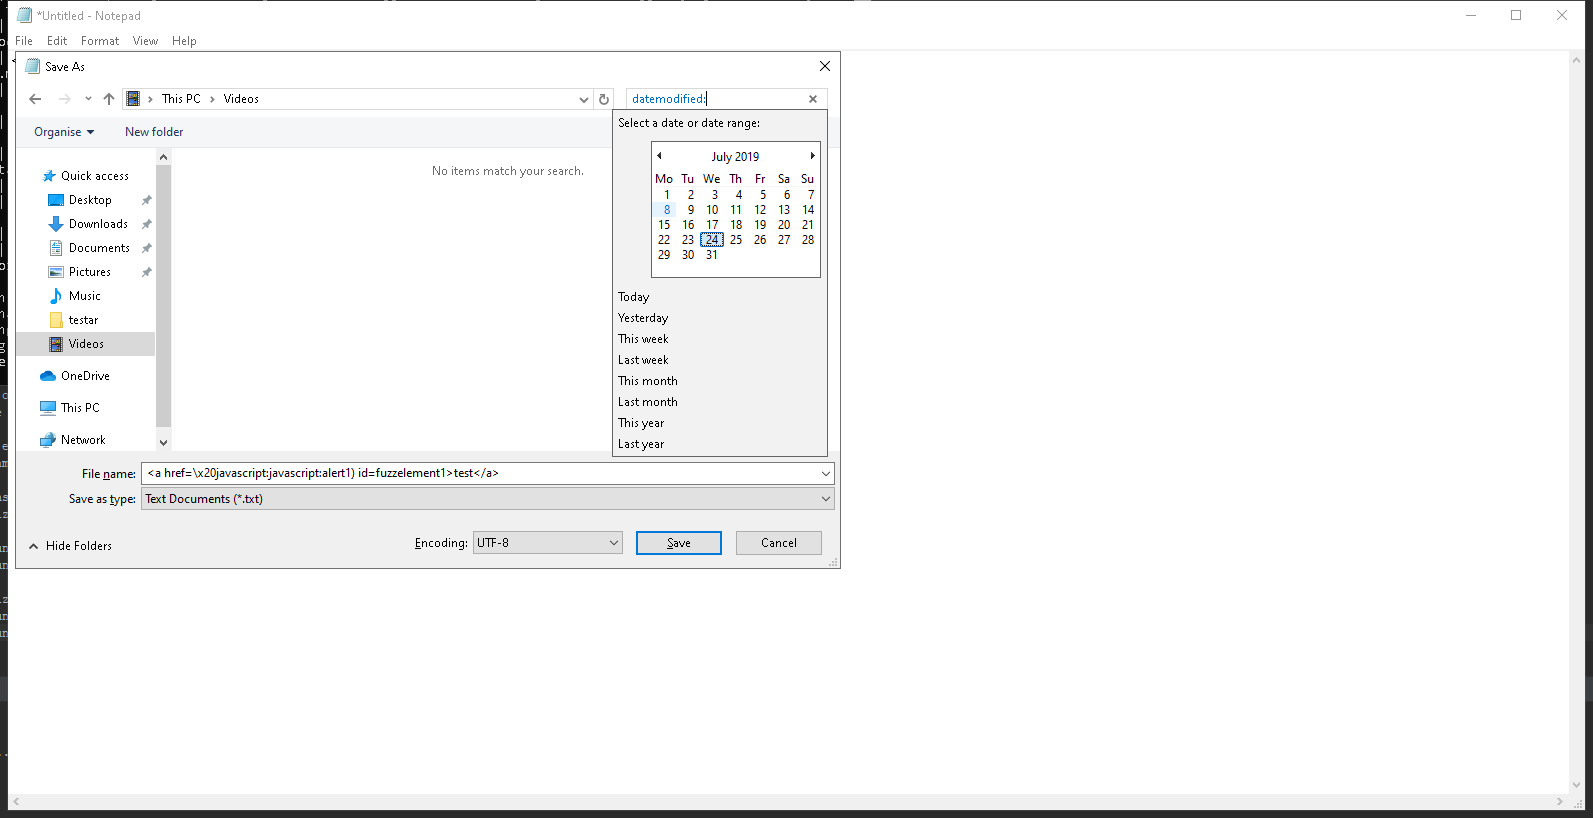 *Untitled - Notepad
File Edit Format View Help
Save As
This PC Videos
datemodified:
Organise New folder
Select a date or date range:
July 2019
Mo Tu We Th Fr Sa Su
1 2 3 4 5 6 7
8 9 10 11 12 13 14
15 16 17 18 19 20 21
22 23 24 25 26 27 28
29 30 31
Today
Yesterday
This week
Last week
This month
Last month
This year
Last year
No items match your search.
Quick access
Desktop
Downloads
Documents
Pictures
Music
testar
Videos
OneDrive
This PC
Network
File name: <a href=\x20javascript:javascript:alert1) id=fuzzelement1>test</a>
Save as type: Text Documents (*.txt)
Hide Folders
Encoding: UTF-8 Save Cancel